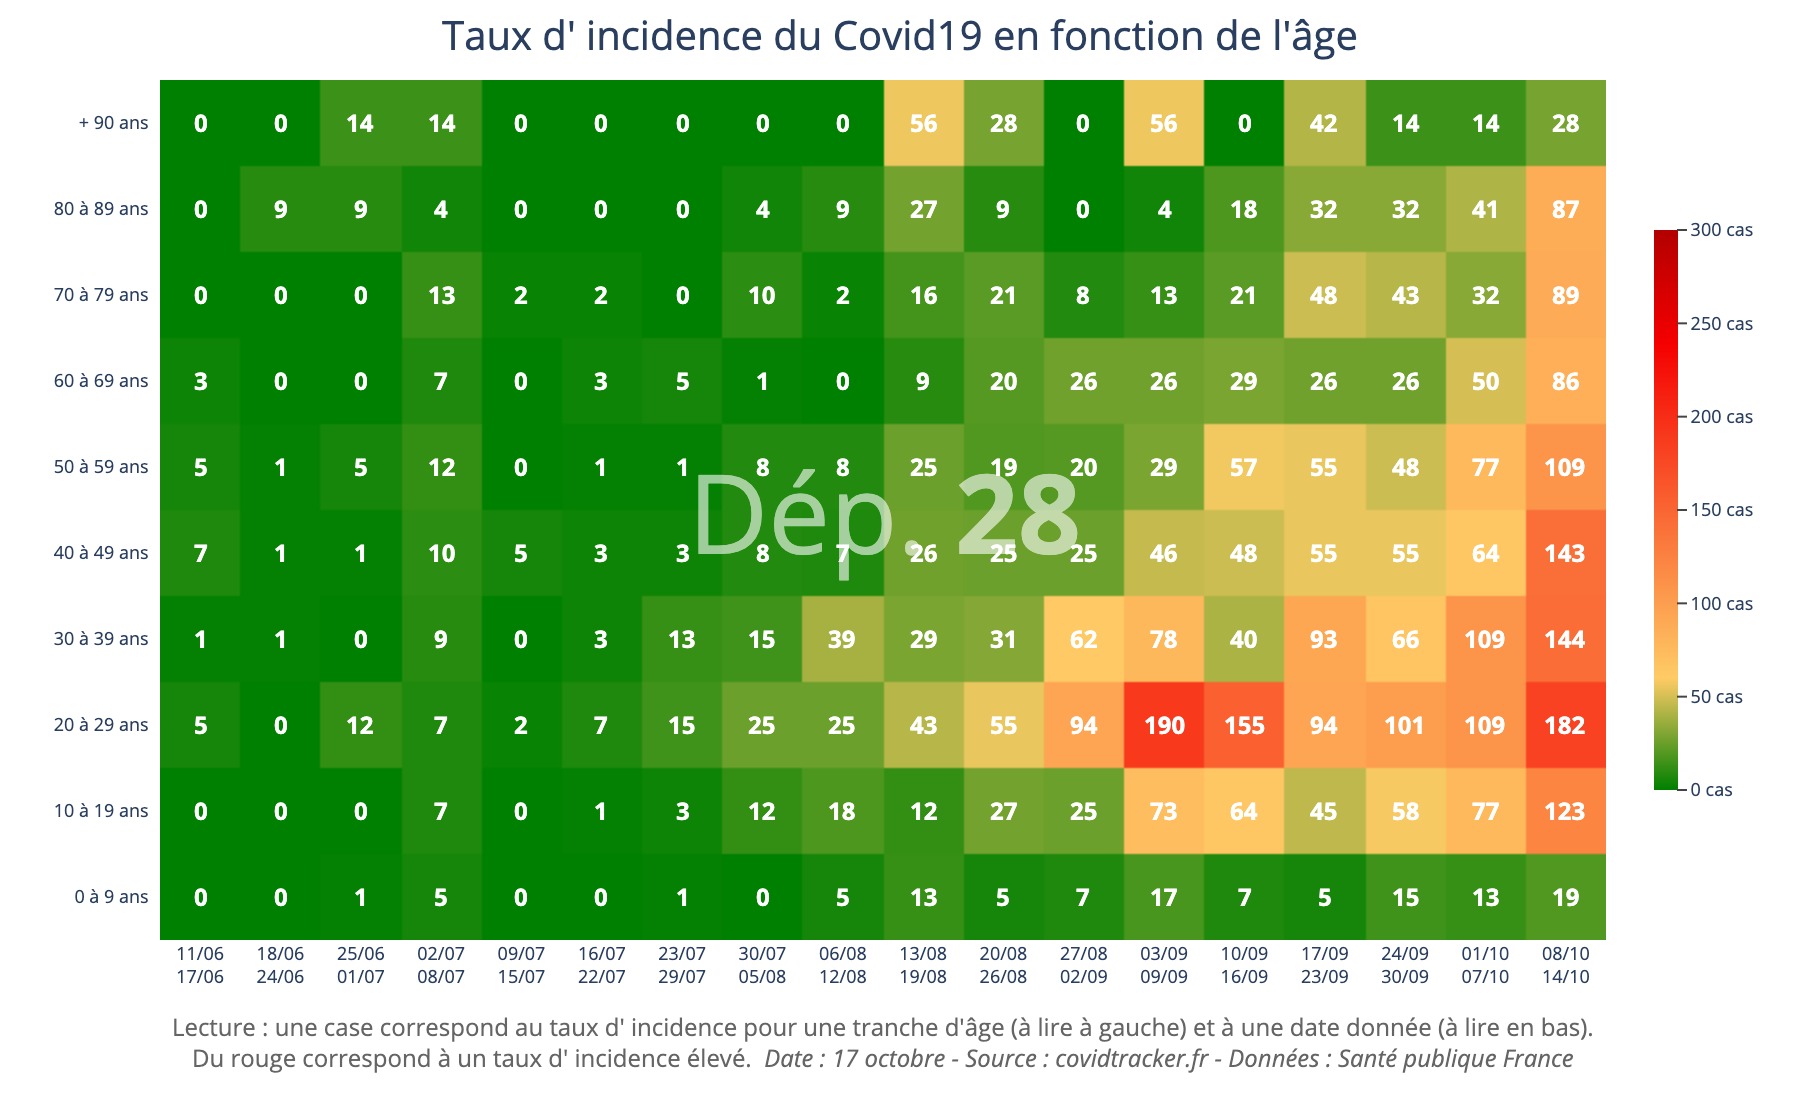 Taux d' incidence du Covid19 en fonction de l'âge
+ 90 ans 0 0 14 14 0 0 0 0 0 56 28 0 56 0 42 14 14 28
80 à 89 ans 0 9 9 4 0 0 0 4 9 27 9 0 4 18 32 32 41 87
70 à 79 ans 0 0 0 13 2 2 0 10 2 16 21 8 13 21 48 43 32 89
60 à 69 ans 3 0 0 7 0 3 5 1 0 9 20 26 26 29 26 26 50 86
50 à 59 ans 5 1 5 12 0 1 1 8 8 25 19 20 29 57 55 48 77 109
Dép. 28
40 à 49 ans 7 1 1 10 5 3 3 8 7 26 25 25 46 48 55 55 64 143
30 à 39 ans 1 1 0 9 0 3 13 15 39 29 31 62 78 40 93 66 109 144
20 à 29 ans 5 0 12 7 2 7 15 25 25 43 55 94 190 155 94 101 109 182
10 à 19 ans 0 0 0 7 0 1 3 12 18 12 27 25 73 64 45 58 77 123
0 à 9 ans 0 0 1 5 0 0 1 0 5 13 5 7 17 7 5 15 13 19
11/06 18/06 25/06 02/07 09/07 16/07 23/07 30/07 06/08 13/08 20/08 27/08 03/09 10/09 17/09 24/09 01/10 08/10
17/06 24/06 01/07 08/07 15/07 22/07 29/07 05/08 12/08 19/08 26/08 02/09 09/09 16/09 23/09 30/09 07/10 14/10
300 cas
250 cas
200 cas
150 cas
100 cas
50 cas
0 cas
Lecture : une case correspond au taux d' incidence pour une tranche d'âge (à lire à gauche) et à une date donnée (à lire en bas).
Du rouge correspond à un taux d' incidence élevé. Date : 17 octobre - Source : covidtracker.fr - Données : Santé publique France